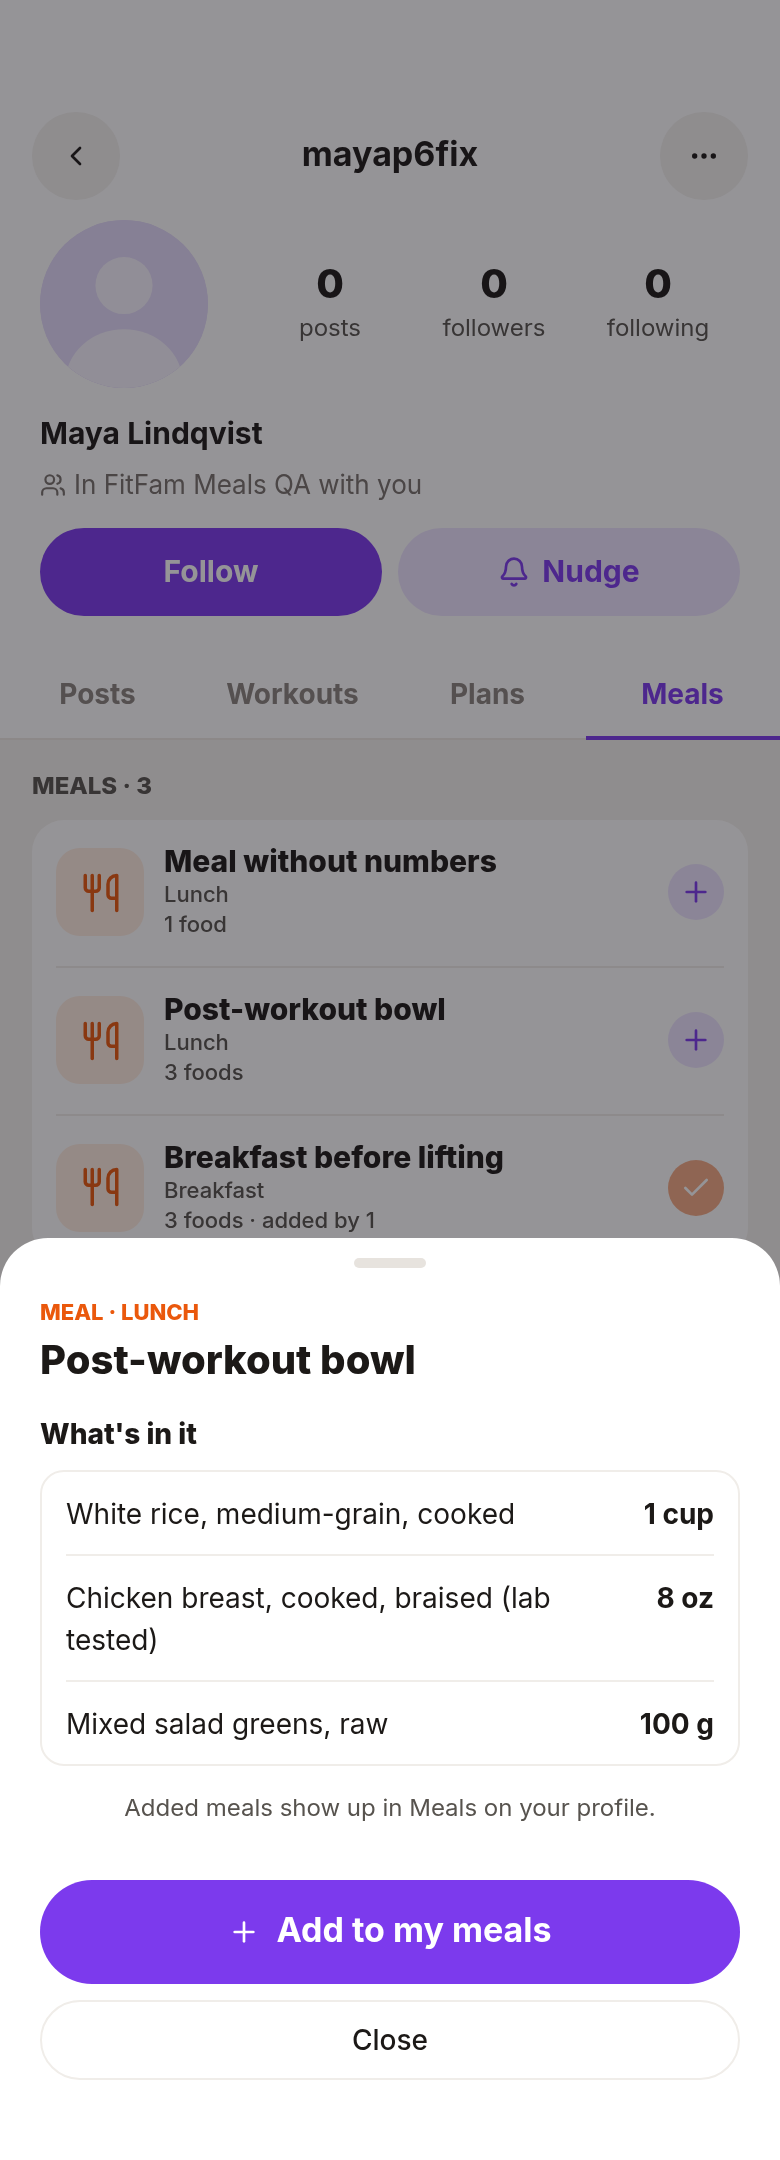 mayap6fix
0 0 0
posts followers following
Maya Lindqvist
In FitFam Meals QA with you
Follow Nudge
Posts Workouts Plans Meals
MEALS · 3
Meal without numbers
Lunch
1 food
Post-workout bowl
Lunch
3 foods
Breakfast before lifting
Breakfast
3 foods · added by 1
MEAL · LUNCH
Post-workout bowl
What's in it
White rice, medium-grain, cooked 1 cup
Chicken breast, cooked, braised (lab 8 oz
tested)
Mixed salad greens, raw 100 g
Added meals show up in Meals on your profile.
Add to my meals
Close